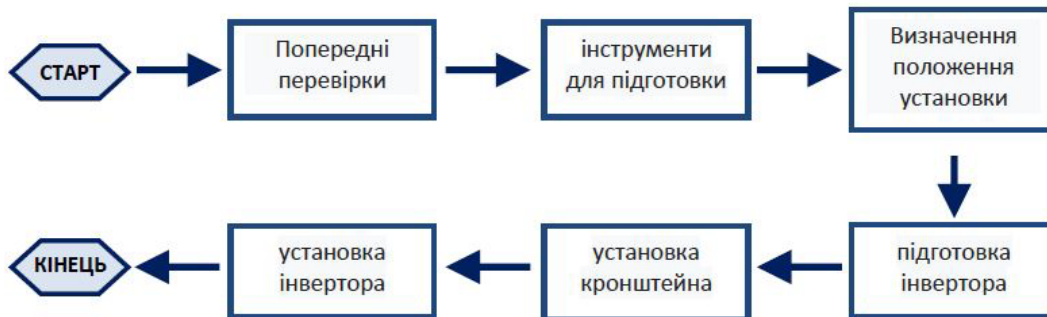 СТАРТ
Попередні
перевірки
інструменти
для підготовки
Визначення
положення
установки
підготовка
інвертора
установка
кронштейна
установка
інвертора
КІНЕЦЬ